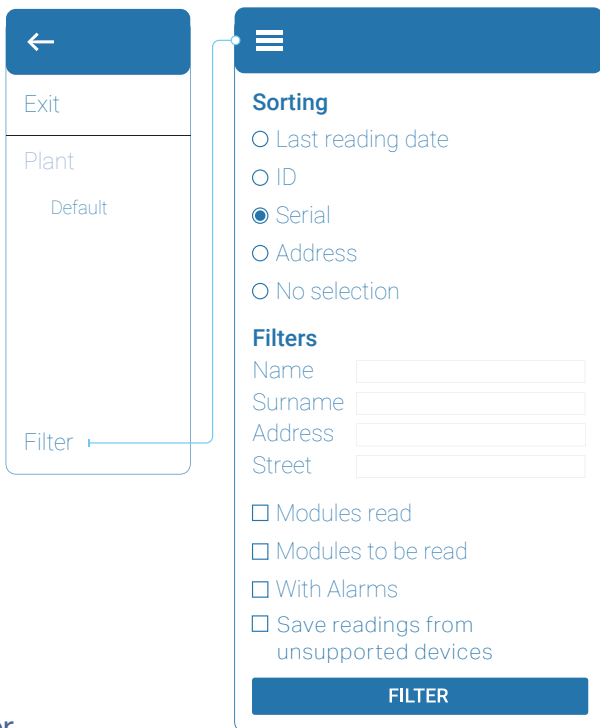 Exit
Plant
Default
Filter
Sorting
Last reading date
ID
Serial
Address
No selection
Filters
Name
Surname
Address
Street
Modules read
Modules to be read
With Alarms
Save readings from
unsupported devices
FILTER